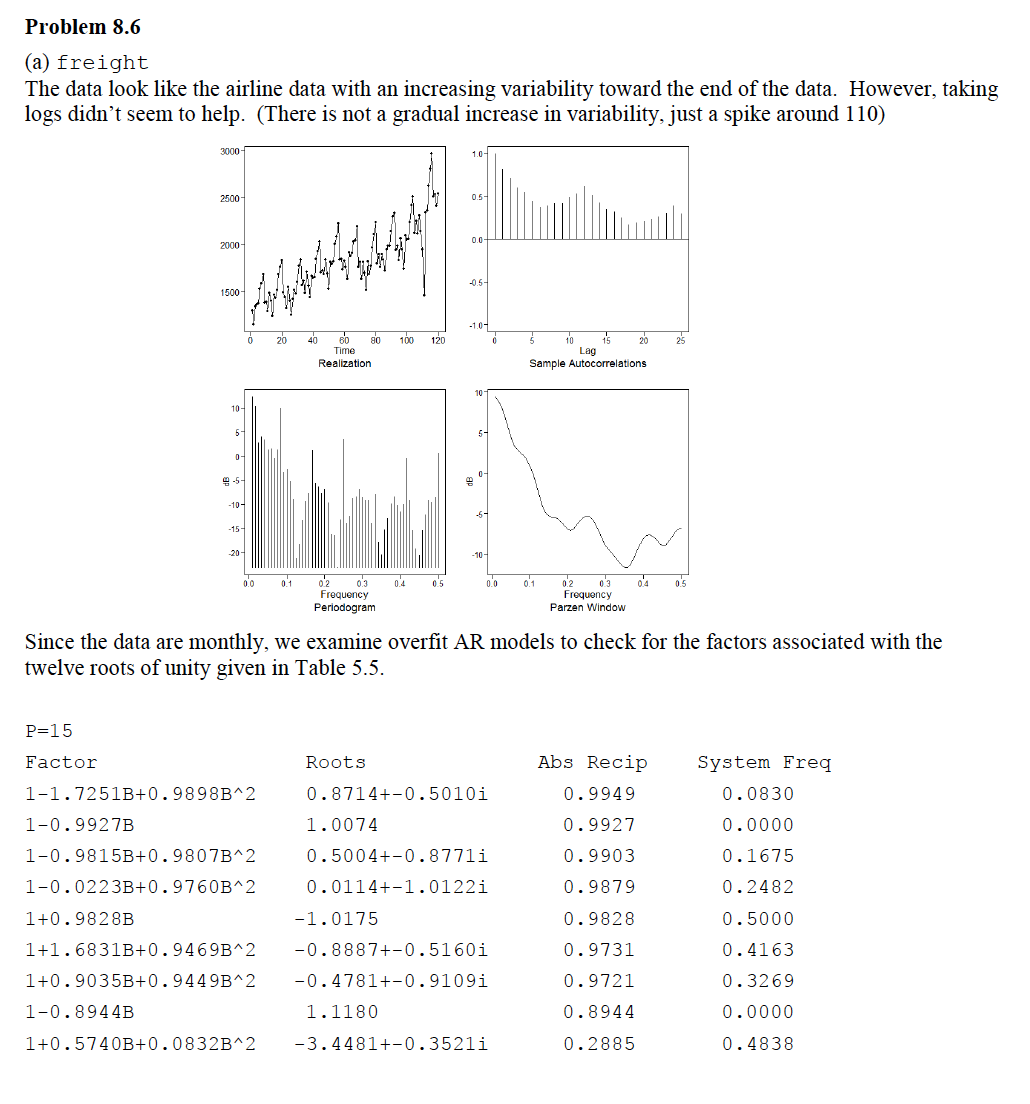 Problem 8.6
(a) freight
The data look like the airline data with an increasing variability toward the end of the data.  However, taking
logs didn’t seem to help.  (There is not a gradual increase in variability, just a spike around 110)
3000
2500
2000
1500
0 20 40 60 80 100 120
Time
Realization
1.0
0.5
0.0
-0.5
-1.0
0 5 10 15 20 25
Lag
Sample Autocorrelations
10
5
0
-5
-10
-15
-20
dB
0.0 0.1 0.2 0.3 0.4 0.5
Frequency
Periodogram
10
5
0
-5
-10
dB
0.0 0.1 0.2 0.3 0.4 0.5
Frequency
Parzen Window
Since the data are monthly, we examine overfit AR models to check for the factors associated with the
twelve roots of unity given in Table 5.5.
P=15
Factor Roots Abs Recip System Freq
1-1.7251B+0.9898B^2 0.8714+-0.5010i 0.9949 0.0830
1-0.9927B 1.0074 0.9927 0.0000
1-0.9815B+0.9807B^2 0.5004+-0.8771i 0.9903 0.1675
1-0.0223B+0.9760B^2 0.0114+-1.0122i 0.9879 0.2482
1+0.9828B -1.0175 0.9828 0.5000
1+1.6831B+0.9469B^2 -0.8887+-0.5160i 0.9731 0.4163
1+0.9035B+0.9449B^2 -0.4781+-0.9109i 0.9721 0.3269
1-0.8944B 1.1180 0.8944 0.0000
1+0.5740B+0.0832B^2 -3.4481+-0.3521i 0.2885 0.4838